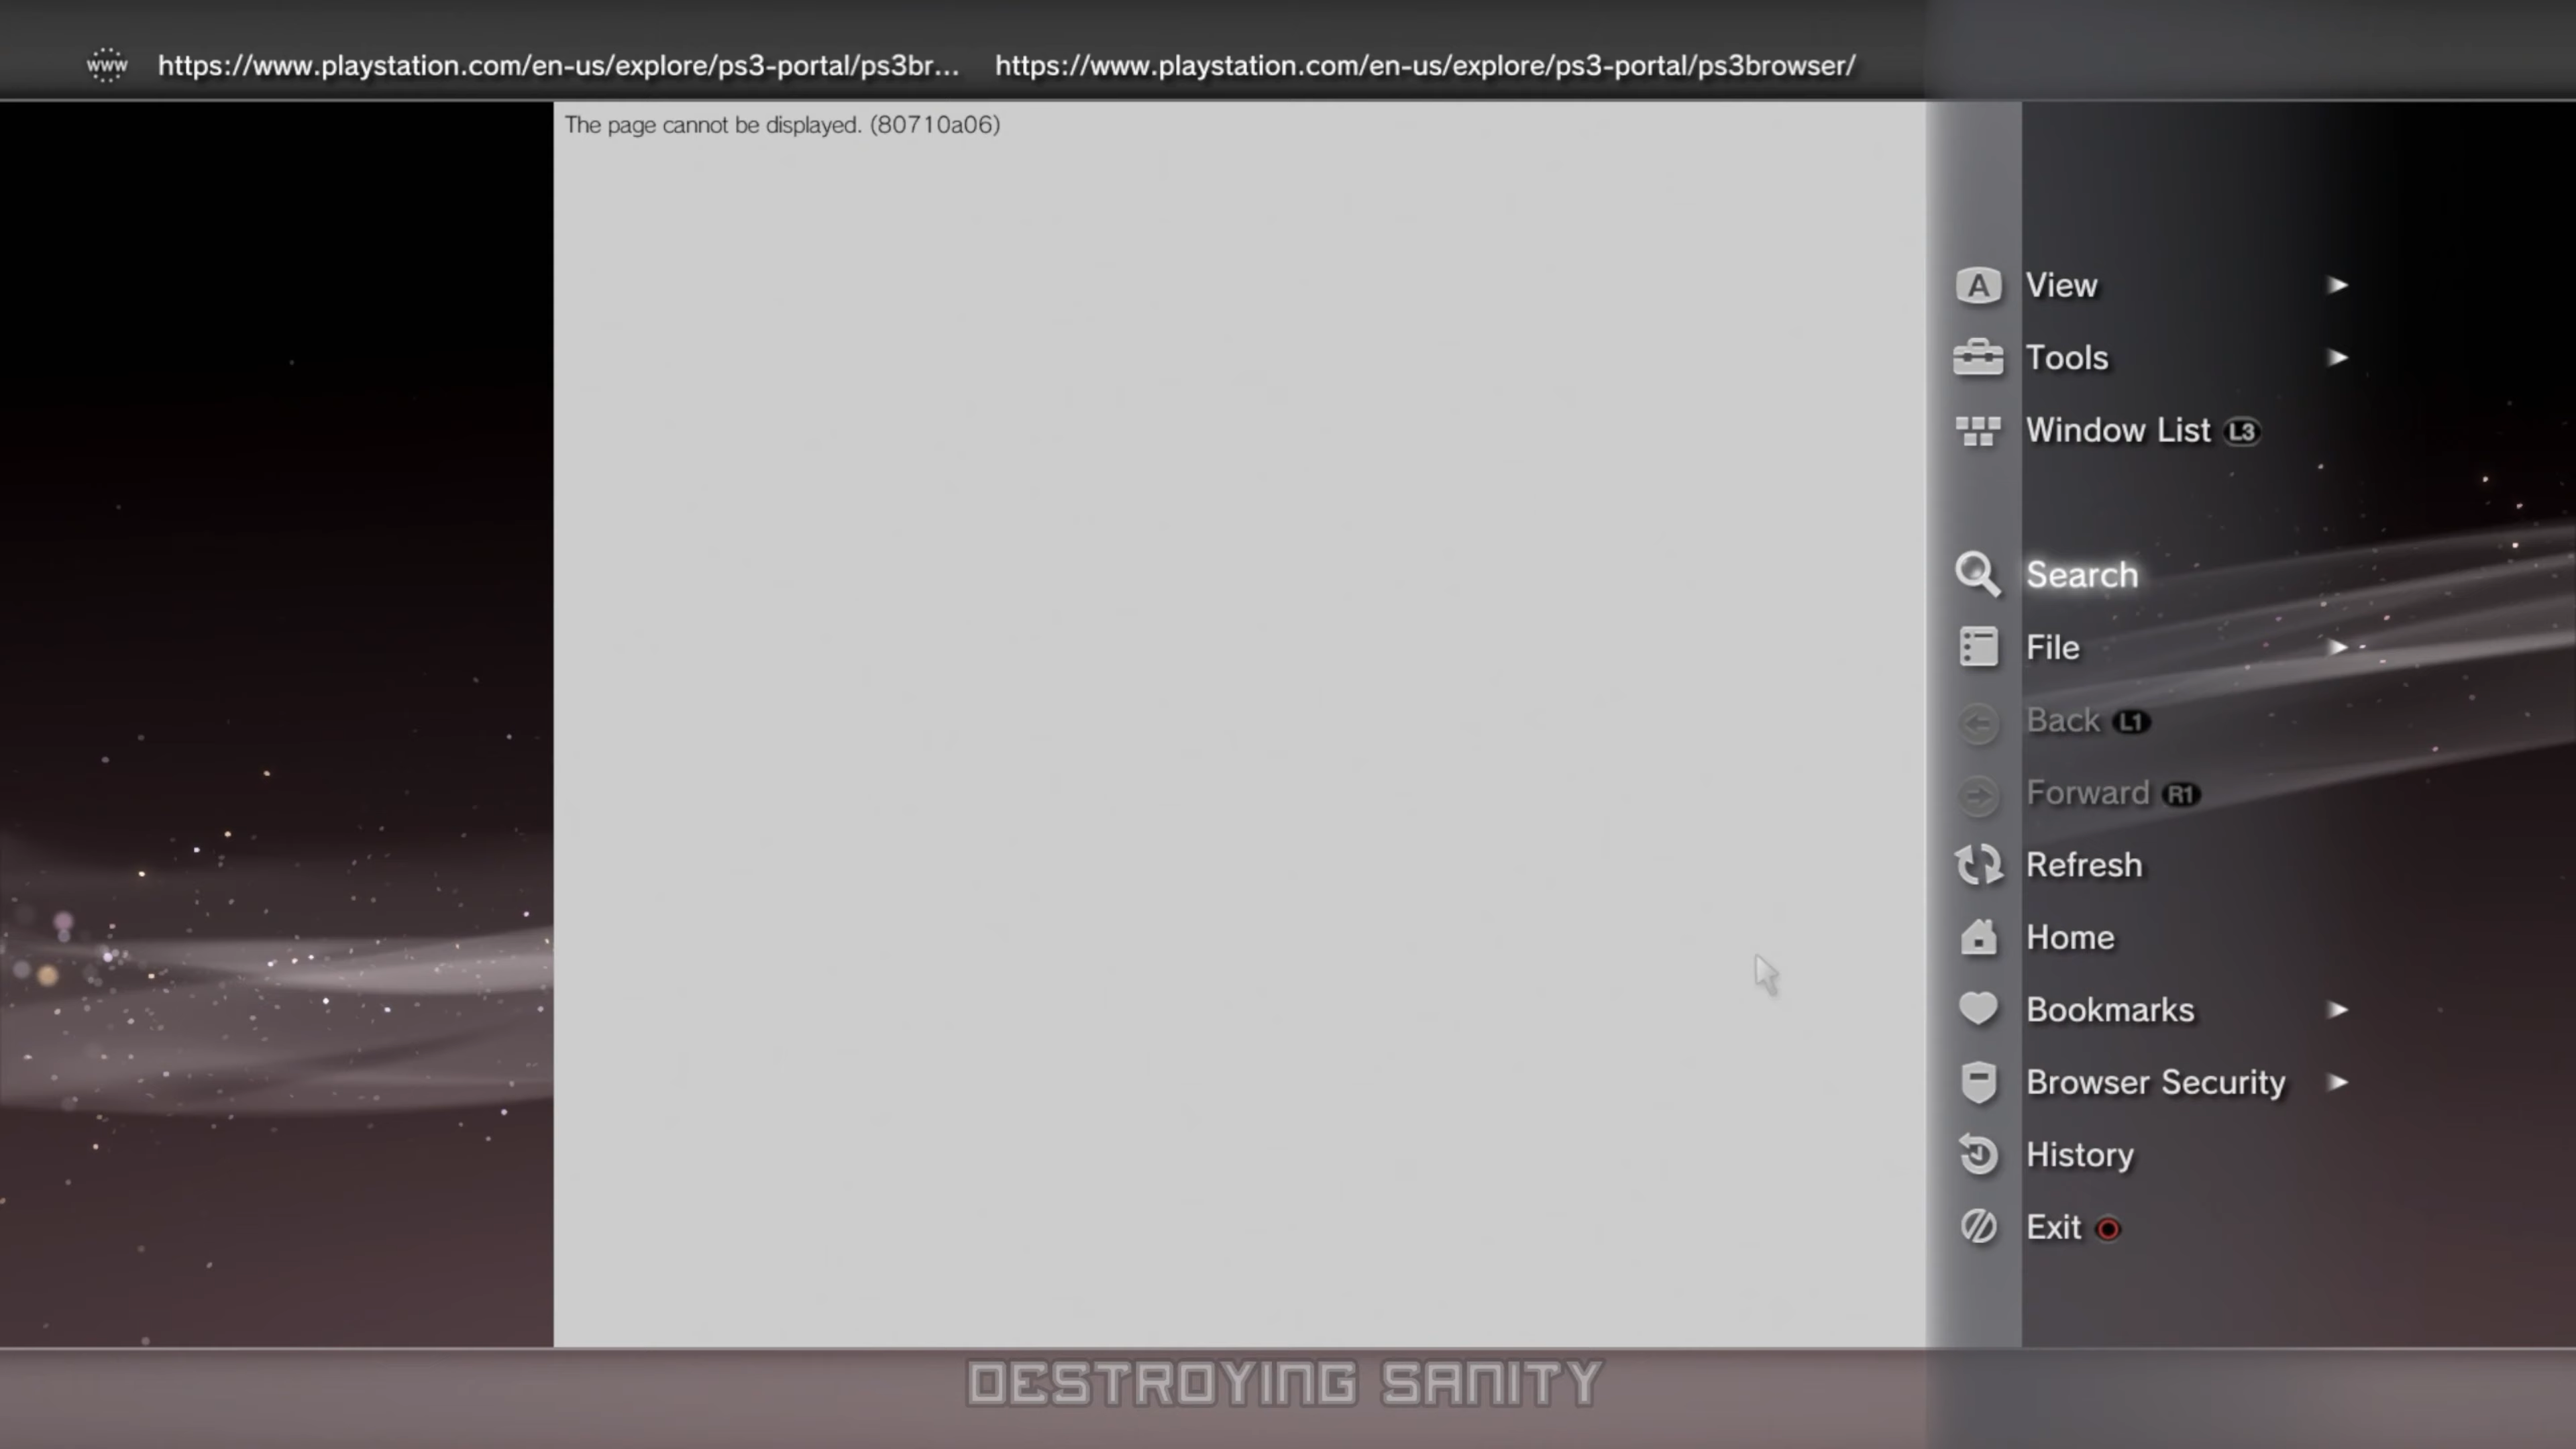 www https://www.playstation.com/en-us/explore/ps3-portal/ps3br... https://www.playstation.com/en-us/explore/ps3-portal/ps3browser/
The page cannot be displayed. (80710a06)
A View
Tools
Window List L3
Search
File
Back L1
Forward R1
Refresh
Home
Bookmarks
Browser Security
History
Exit
DESTROYING SANITY